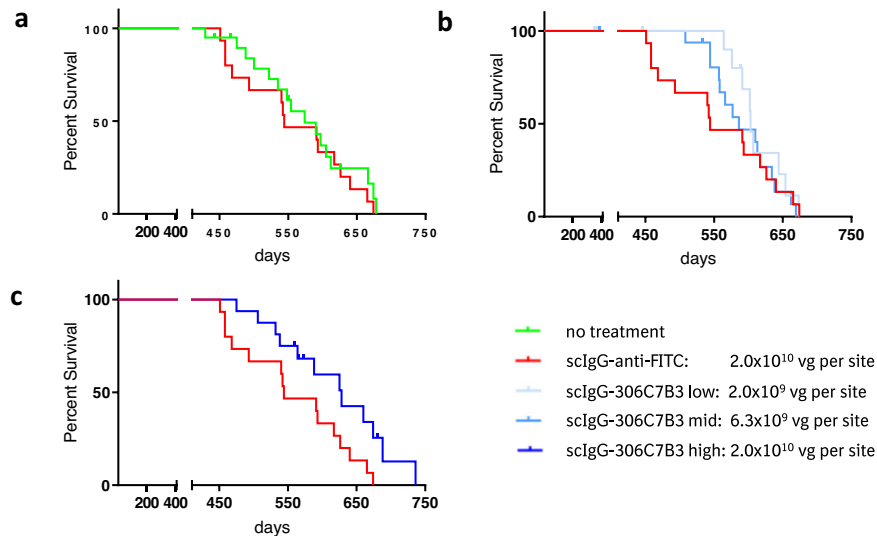 a
Percent Survival
100
50
0
200 400
450
550
650
750
days
b
Percent Survival
100
50
0
200 400
450
550
650
750
days
c
Percent Survival
100
50
0
200 400
450
550
650
750
days
no treatment
scIgG-anti-FITC: 2.0x10¹⁰ vg per site
scIgG-306C7B3 low: 2.0x10⁹ vg per site
scIgG-306C7B3 mid: 6.3x10⁹ vg per site
scIgG-306C7B3 high: 2.0x10¹⁰ vg per site